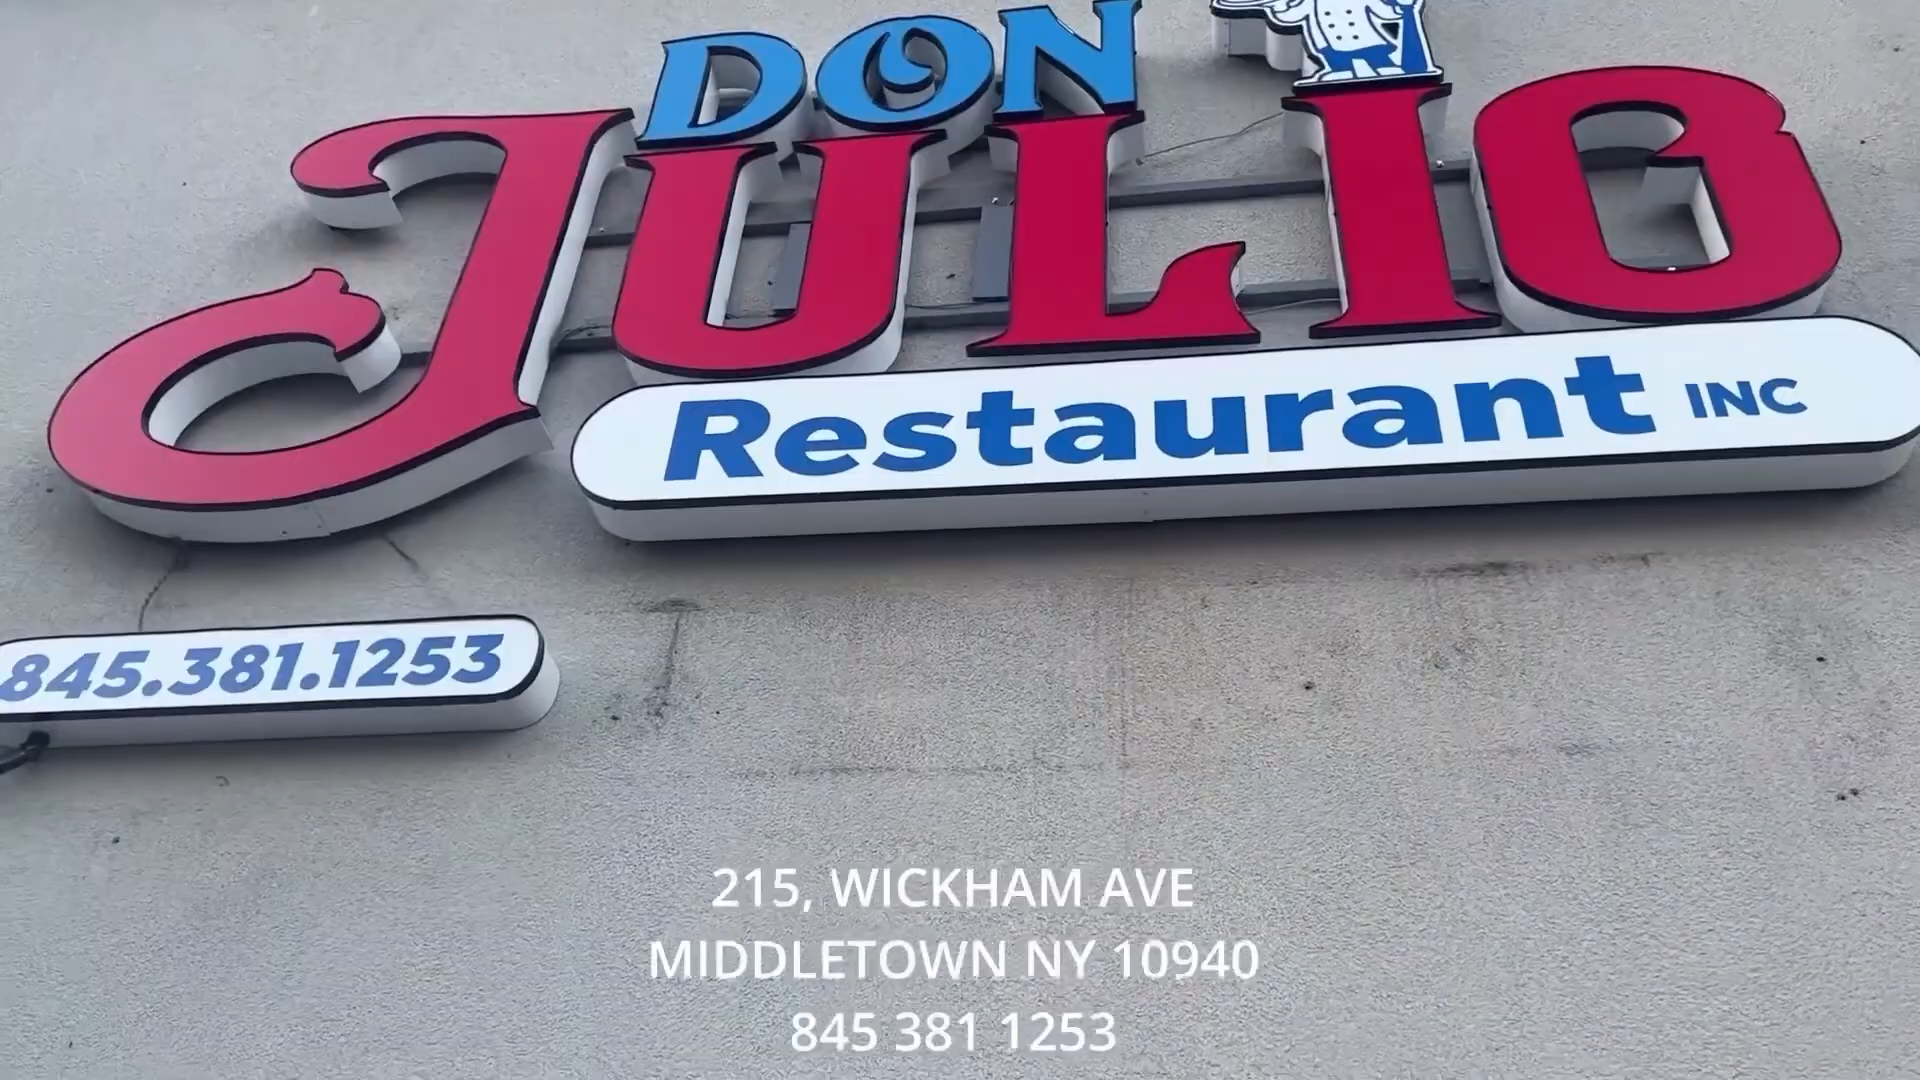 DON
JULIO
Restaurant INC
845.381.1253
215, WICKHAM AVE
MIDDLETOWN NY 10940
845 381 1253